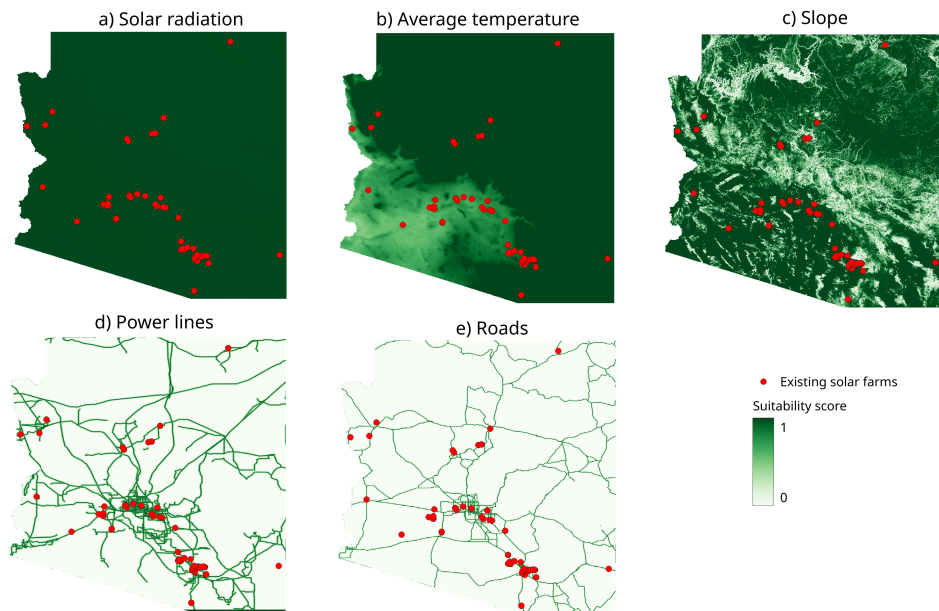 a) Solar radiation
b) Average temperature
c) Slope
d) Power lines
e) Roads
Existing solar farms
Suitability score
1
0